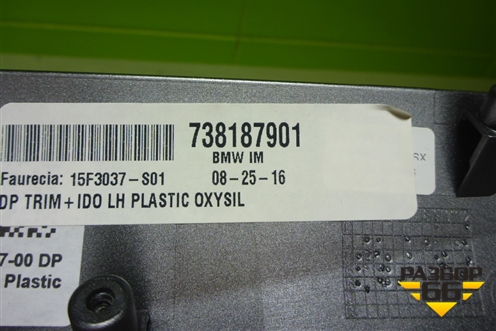 738187901
BMW IM
Faurecia: 15F3037-S01 08-25-16
DP TRIM+IDO LH PLASTIC OXYSIL
7-00 DP
Plastic
SX
РАЗБОР
66